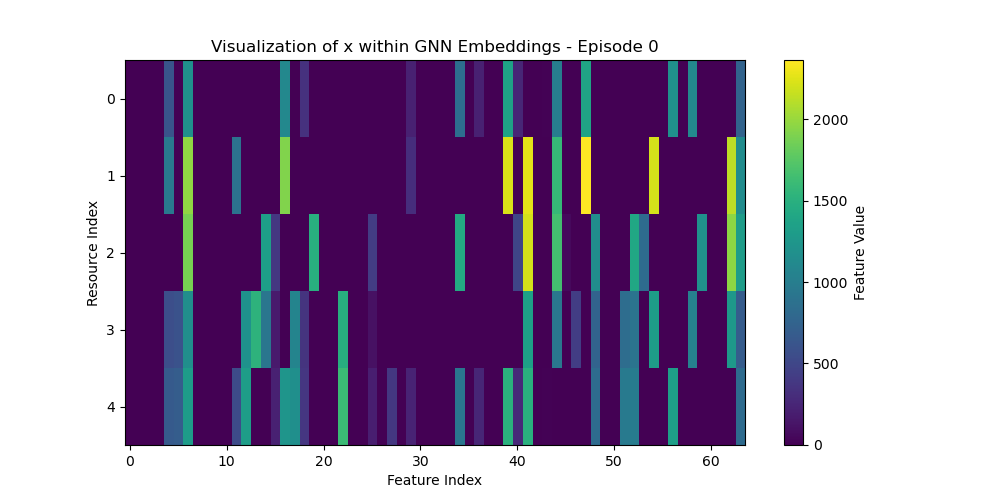 Visualization of x within GNN Embeddings - Episode 0
Resource Index
0
1
2
3
4
0 10 20 30 40 50 60
Feature Index
2000
1500
1000
500
0
Feature Value